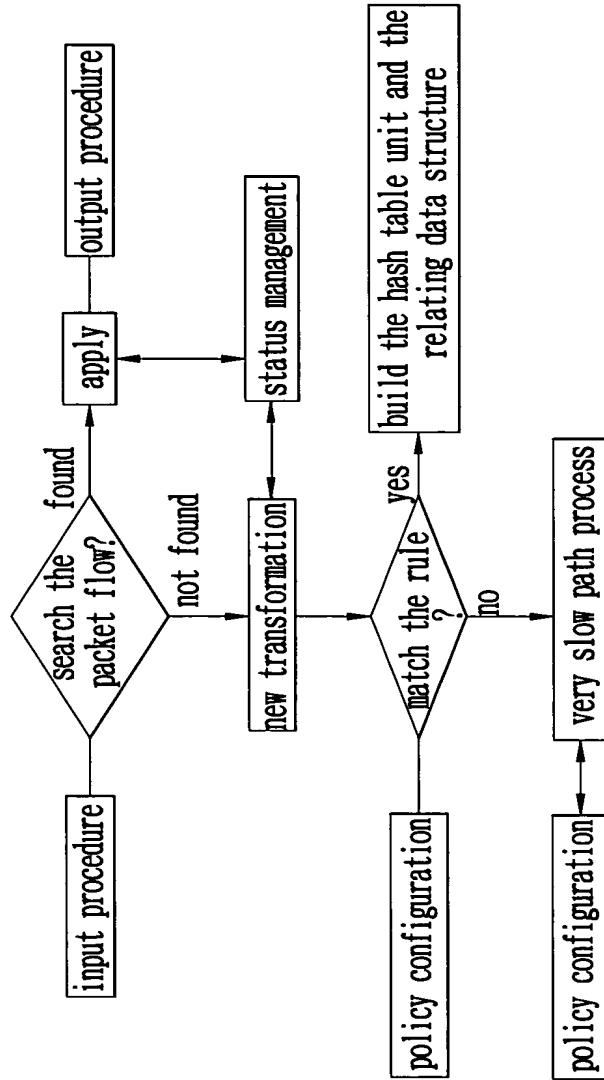 input procedure
search the
packet flow?
found
apply
output procedure
not found
new transformation
status management
policy configuration
match the rule
?
yes
build the hash table unit and the
relating data structure
no
policy configuration
very slow path process